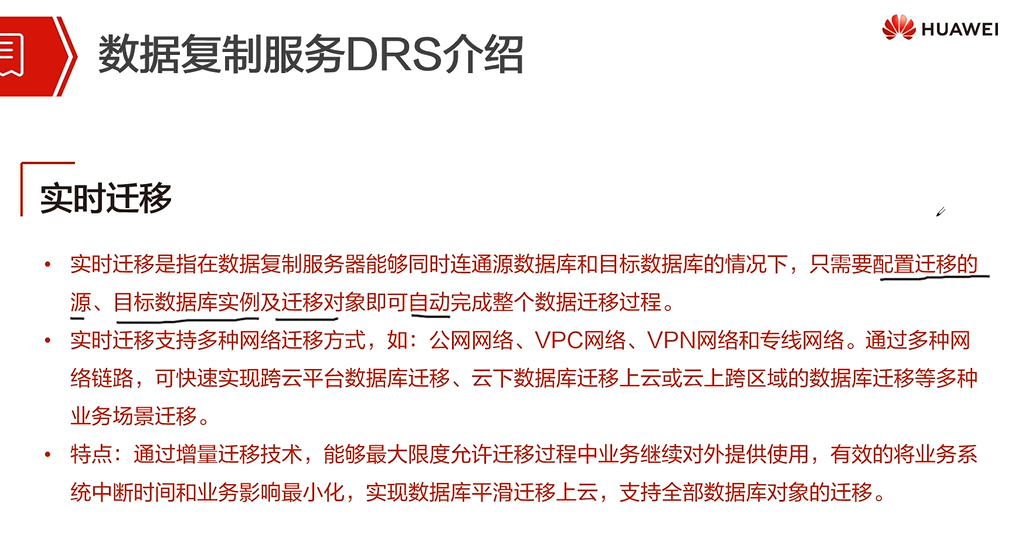 数据复制服务DRS介绍
HUAWEI
实时迁移
• 实时迁移是指在数据复制服务器能够同时连通源数据库和目标数据库的情况下，只需要配置迁移的
源、目标数据库实例及迁移对象即可自动完成整个数据迁移过程。
• 实时迁移支持多种网络迁移方式，如：公网网络、VPC网络、VPN网络和专线网络。通过多种网
络链路，可快速实现跨云平台数据库迁移、云下数据库迁移上云或云上跨区域的数据库迁移等多种
业务场景迁移。
• 特点：通过增量迁移技术，能够最大限度允许迁移过程中业务继续对外提供使用，有效的将业务系
统中断时间和业务影响最小化，实现数据库平滑迁移上云，支持全部数据库对象的迁移。